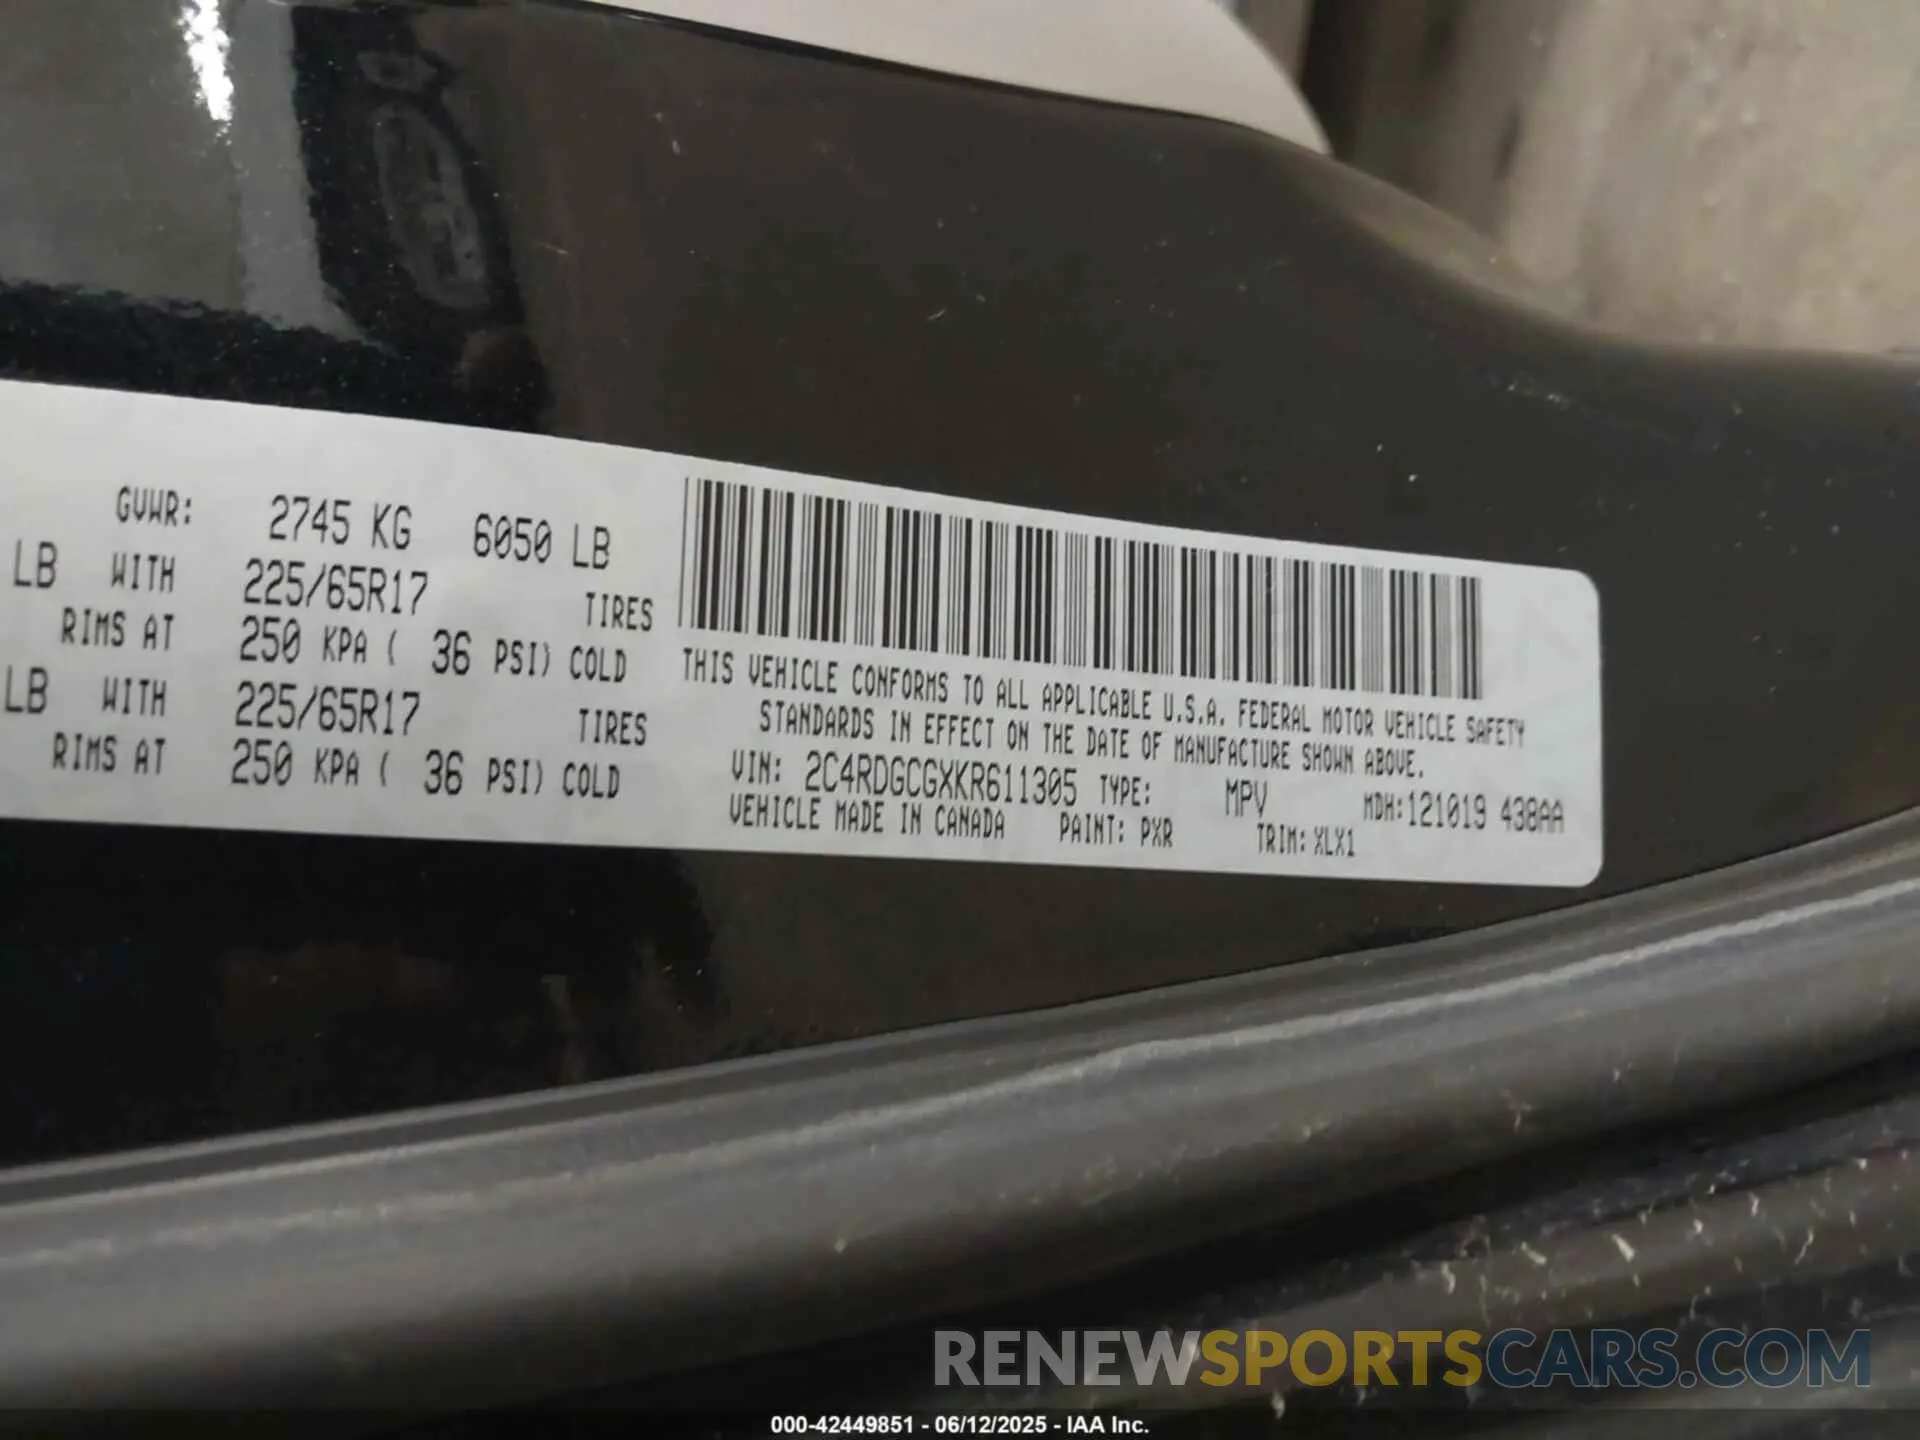 GVWR: 2745 KG 6050 LB
LB WITH 225/65R17 TIRES
RIMS AT 250 KPA ( 36 PSI) COLD
LB WITH 225/65R17 TIRES
RIMS AT 250 KPA ( 36 PSI) COLD
THIS VEHICLE CONFORMS TO ALL APPLICABLE U.S.A. FEDERAL MOTOR VEHICLE SAFETY
STANDARDS IN EFFECT ON THE DATE OF MANUFACTURE SHOWN ABOVE.
VIN: 2C4RDGCGXKR611305 TYPE: MPV MDH:121019 438AA
VEHICLE MADE IN CANADA PAINT: PXR TRIM: XLX1
RENEWSPORTSCARS.COM
000-42449851 - 06/12/2025 - IAA Inc.